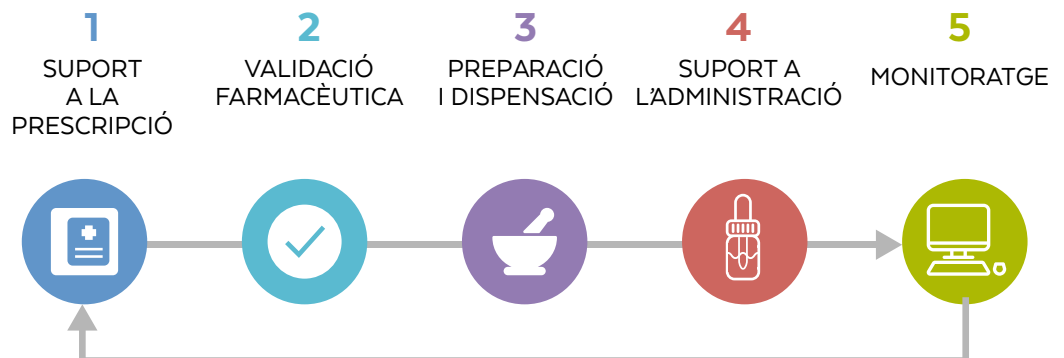 1
SUPORT
A LA
PRESCRIPCIÓ
2
VALIDACIÓ
FARMACÈUTICA
3
PREPARACIÓ
I DISPENSACIÓ
4
SUPORT A
L'ADMINISTRACIÓ
5
MONITORATGE